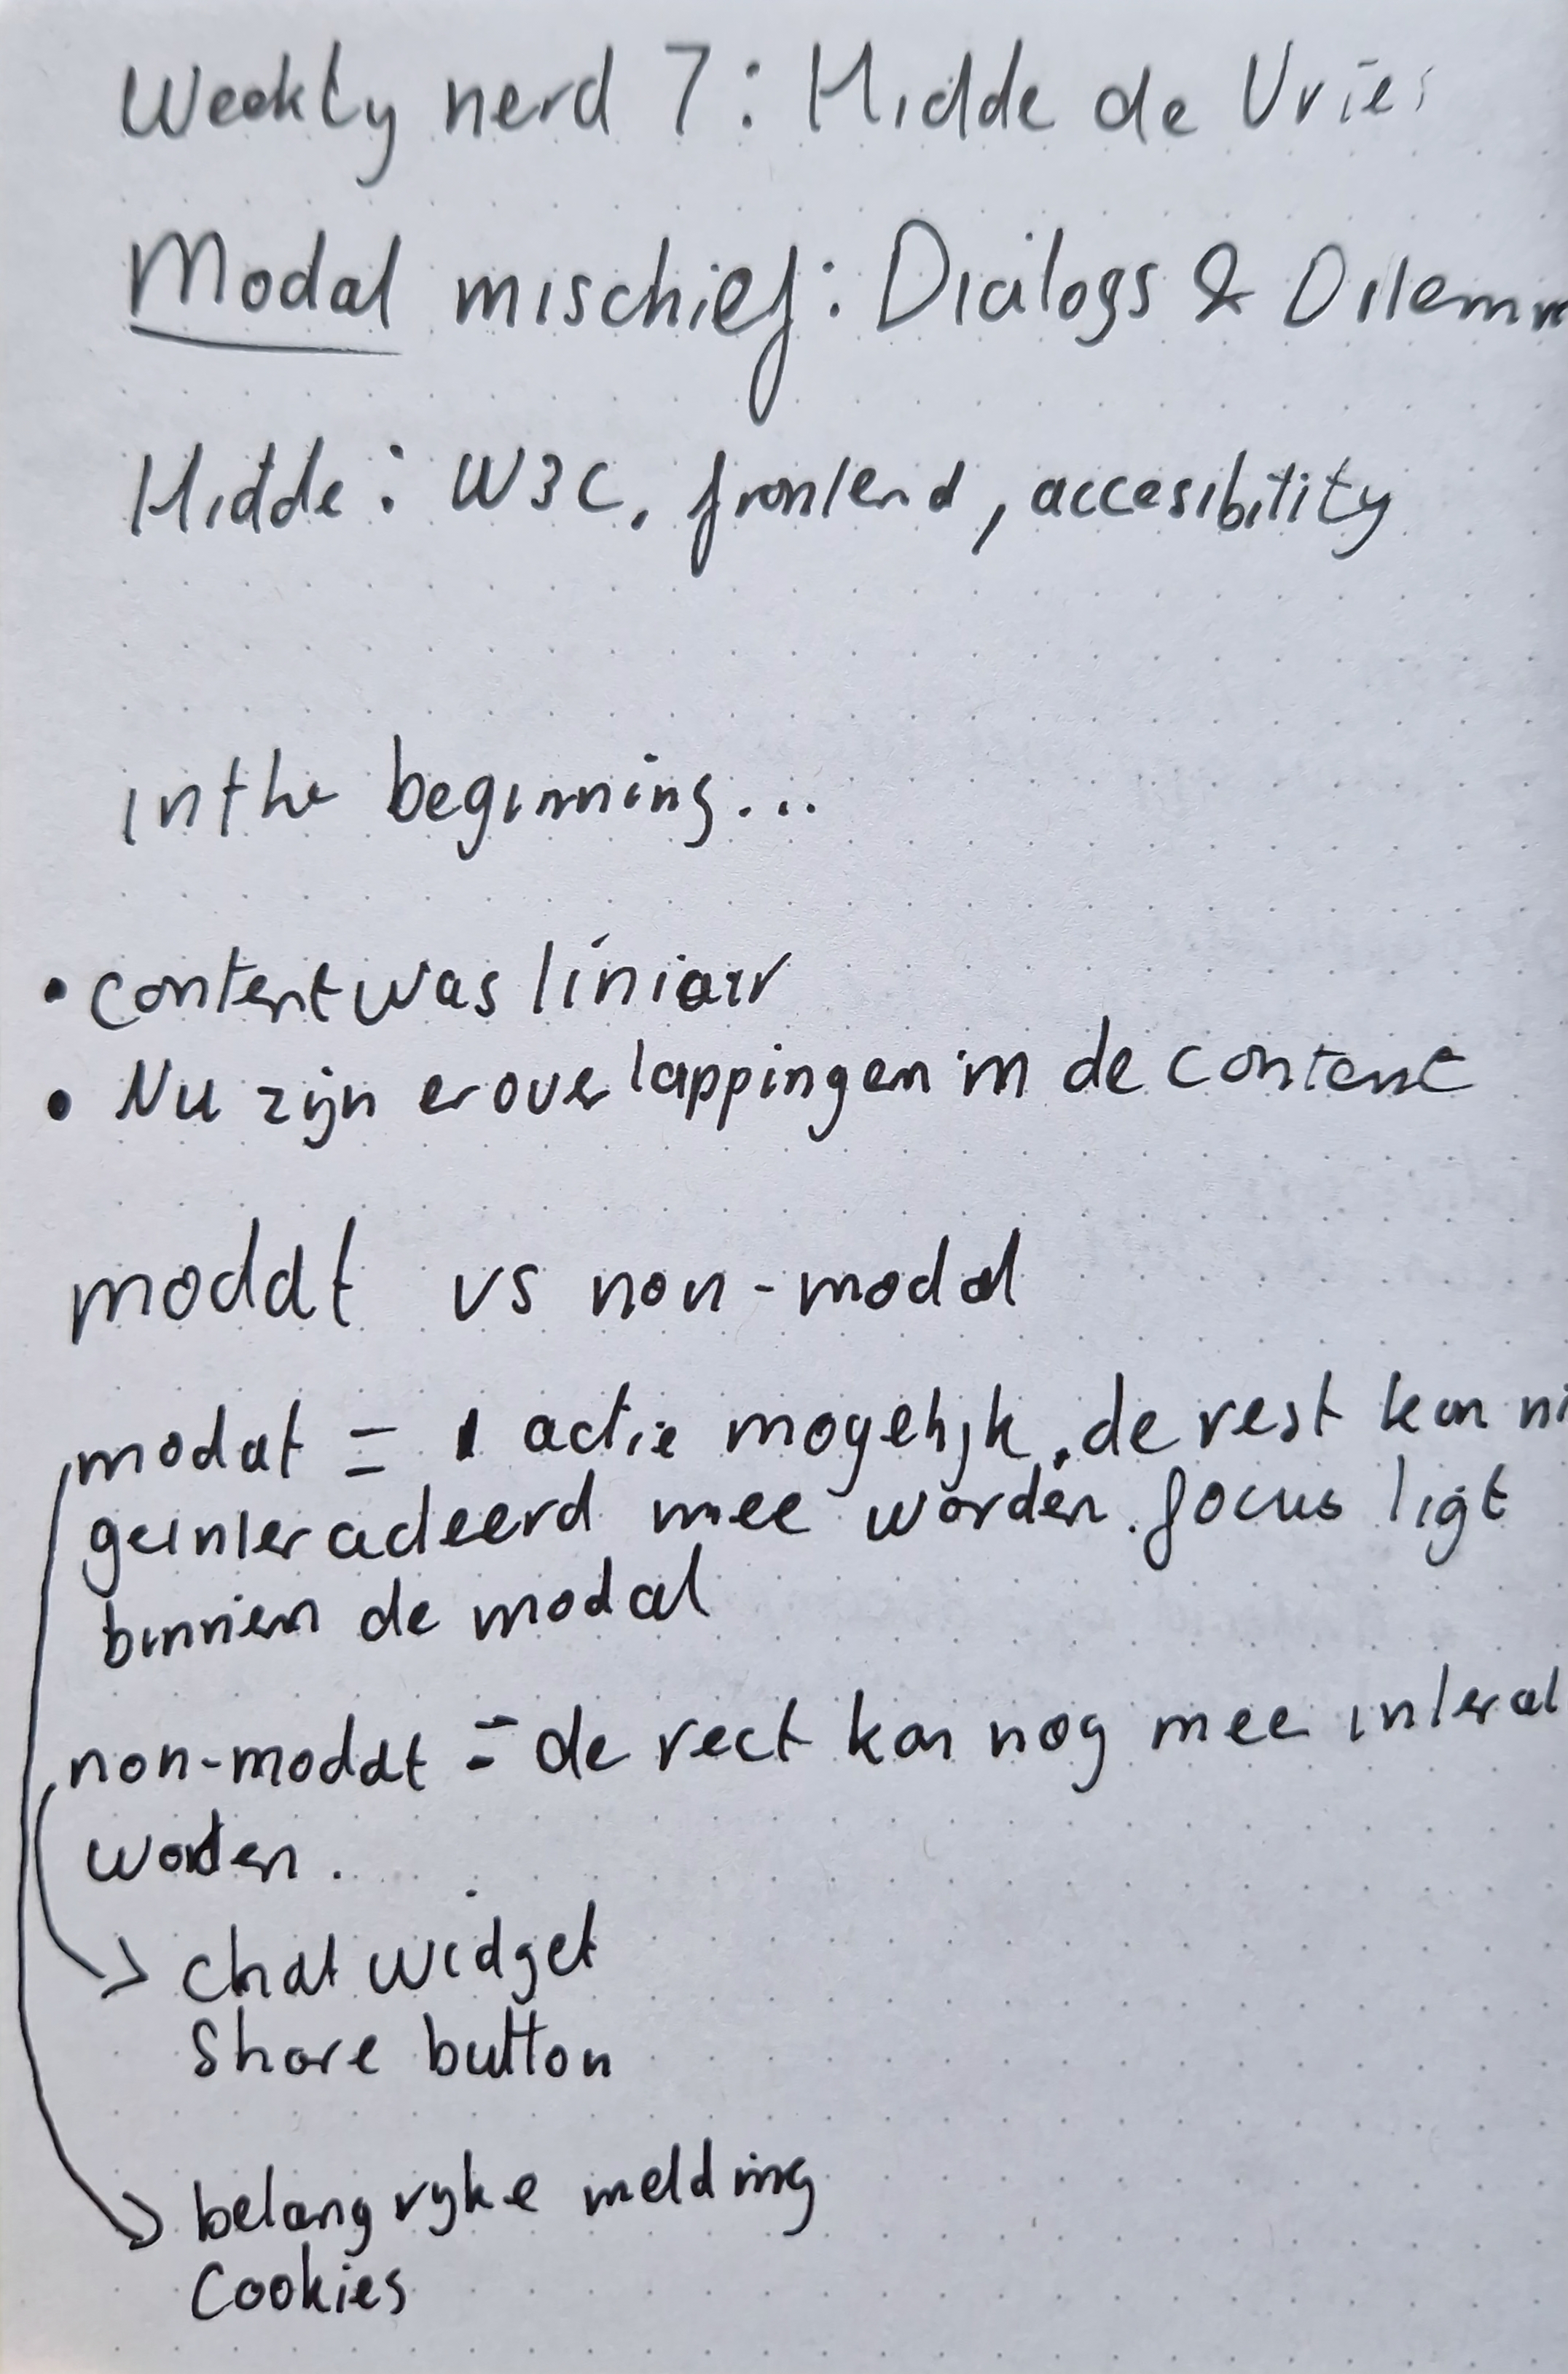 Weekly nerd 7: Hidde de Vries
Modal mischief: Dialogs & Dilemm
Hidde: W3C, frontend, accesibility
in the beginning...
• content was liniair
• Nu zijn er overlappingen in de content
modal vs non-modal
modal = 1 actie mogelijk. de rest kan ni
geinteracteerd mee worden. focus ligt
binnen de modal
non-modal = de rect kan nog mee interac
worden.
→ chat widget
share button
→ belangrijke melding
Cookies